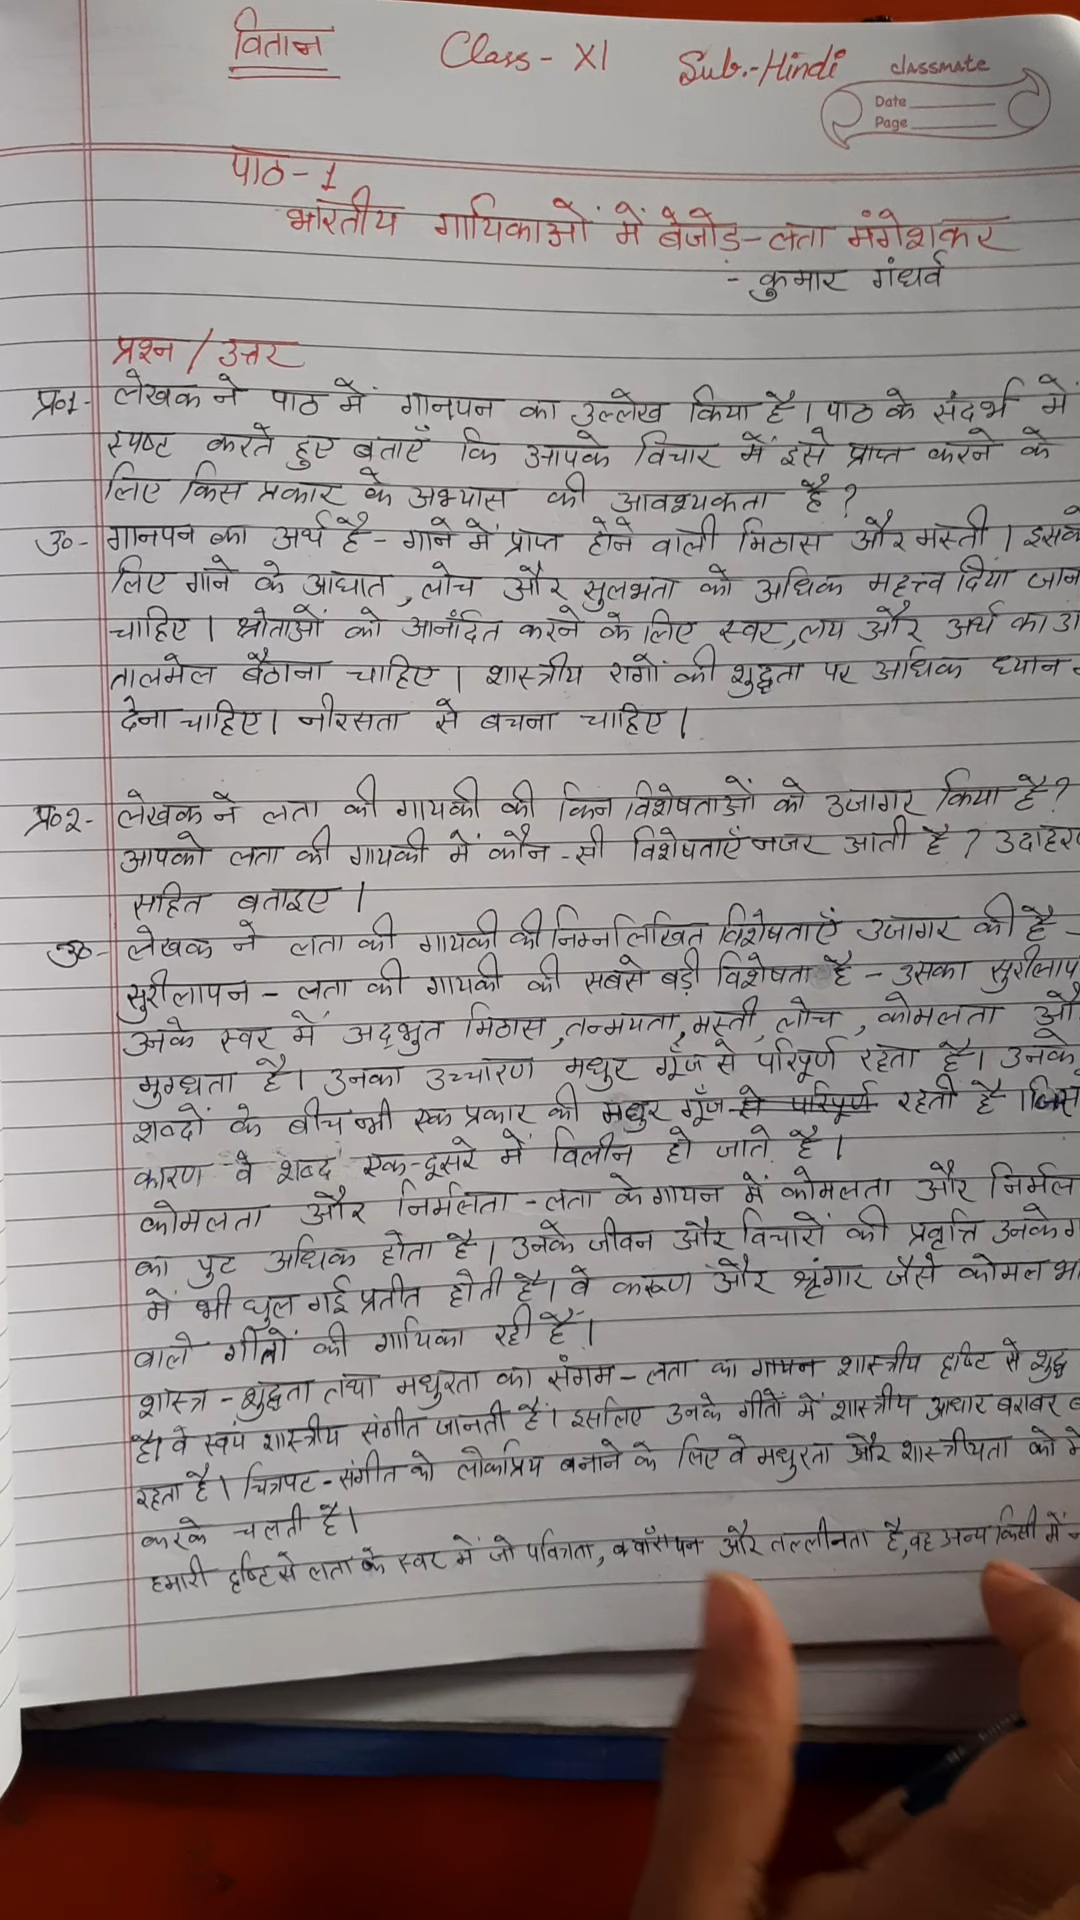 वितान Class - XI Sub.-Hindi classmate
Date
Page
पाठ - 1
भारतीय गायिकाओं में बेजोड़ - लता मंगेशकर
- कुमार गंधर्व
प्रश्न / उत्तर
प्र०1- लेखक ने पाठ में गानपन का उल्लेख किया है। पाठ के संदर्भ में
स्पष्ट करते हुए बताएँ कि आपके विचार में इसे प्राप्त करने के
लिए किस प्रकार के अभ्यास की आवश्यकता है ?
उ०- गानपन का अर्थ है - गाने में प्राप्त होने वाली मिठास और मस्ती। इसके
लिए गाने के आघात, लोच और सुलभता को अधिक महत्त्व दिया जान
चाहिए। श्रोताओं को आनंदित करने के लिए स्वर, लय और अर्थ का
तालमेल बैठाना चाहिए। शास्त्रीय रागों की शुद्धता पर अधिक ध्यान
देना चाहिए। नीरसता से बचना चाहिए।
प्र०2- लेखक ने लता की गायकी की किन विशेषताओं को उजागर किया है?
आपको लता की गायकी में कौन-सी विशेषताएँ नजर आती है ? उदाहरण
सहित बताइए।
उ०- लेखक ने लता की गायकी की निम्नलिखित विशेषताएँ उजागर की है -
सुरीलापन - लता की गायकी की सबसे बड़ी विशेषता है - उसका सुरीलाप
उनके स्वर में अद्भुत मिठास, तन्मयता, मस्ती, लोच, कोमलता औ
मुग्धता है। उनका उच्चारण मधुर गूँज से परिपूर्ण रहता है। उनके
शब्दों के बीच भी एक प्रकार की मधुर गूँज से परिपूर्ण रहती है।
कारण वे शब्द एक-दूसरे में विलीन हो जाते है।
कोमलता और निर्मलता - लता के गायन में कोमलता और निर्मल
का पुट अधिक होता है। उनके जीवन और विचारों की प्रवृत्ति उनके ग
में भी घुल गई प्रतीत होती है। वे करूण और श्रृंगार जैसे कोमल भा
वाले गीतों की गायिका रही हैं।
शास्त्र - शुद्धता तथा मधुरता का संगम - लता का गायन शास्त्रीय दृष्टि से शुद्ध
है। वे स्वयं शास्त्रीय संगीत जानती हैं। इसलिए उनके गीतों में शास्त्रीय आधार बराबर ब
रहता है। चित्रपट - संगीत को लोकप्रिय बनाने के लिए वे मधुरता और शास्त्रीयता को मे
करके चलती है।
हमारी दृष्टि से लता के स्वर में जो पवित्रता, क्वाँरापन और तल्लीनता है, वह अन्य किसी में